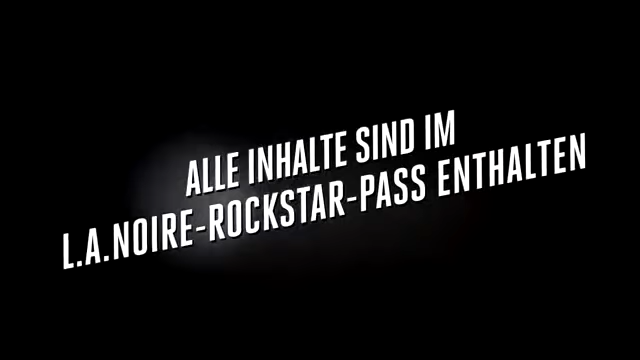 ALLE INHALTE SIND IM
L.A.NOIRE-ROCKSTAR-PASS ENTHALTEN